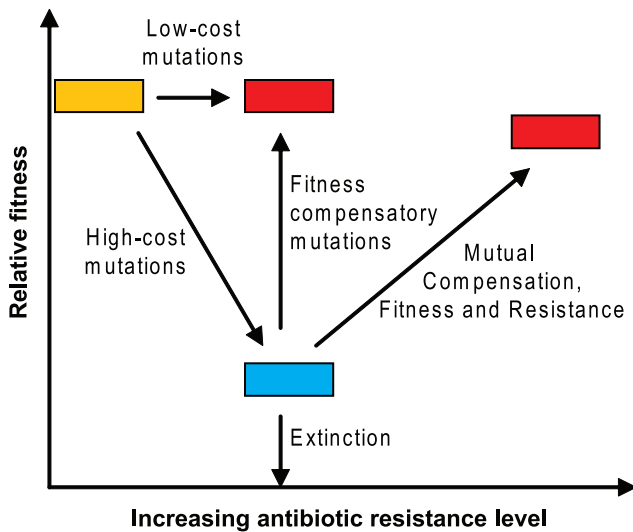 Low-cost
mutations
High-cost
mutations
Fitness
compensatory
mutations
Mutual
Compensation,
Fitness and Resistance
Extinction
Relative fitness
Increasing antibiotic resistance level